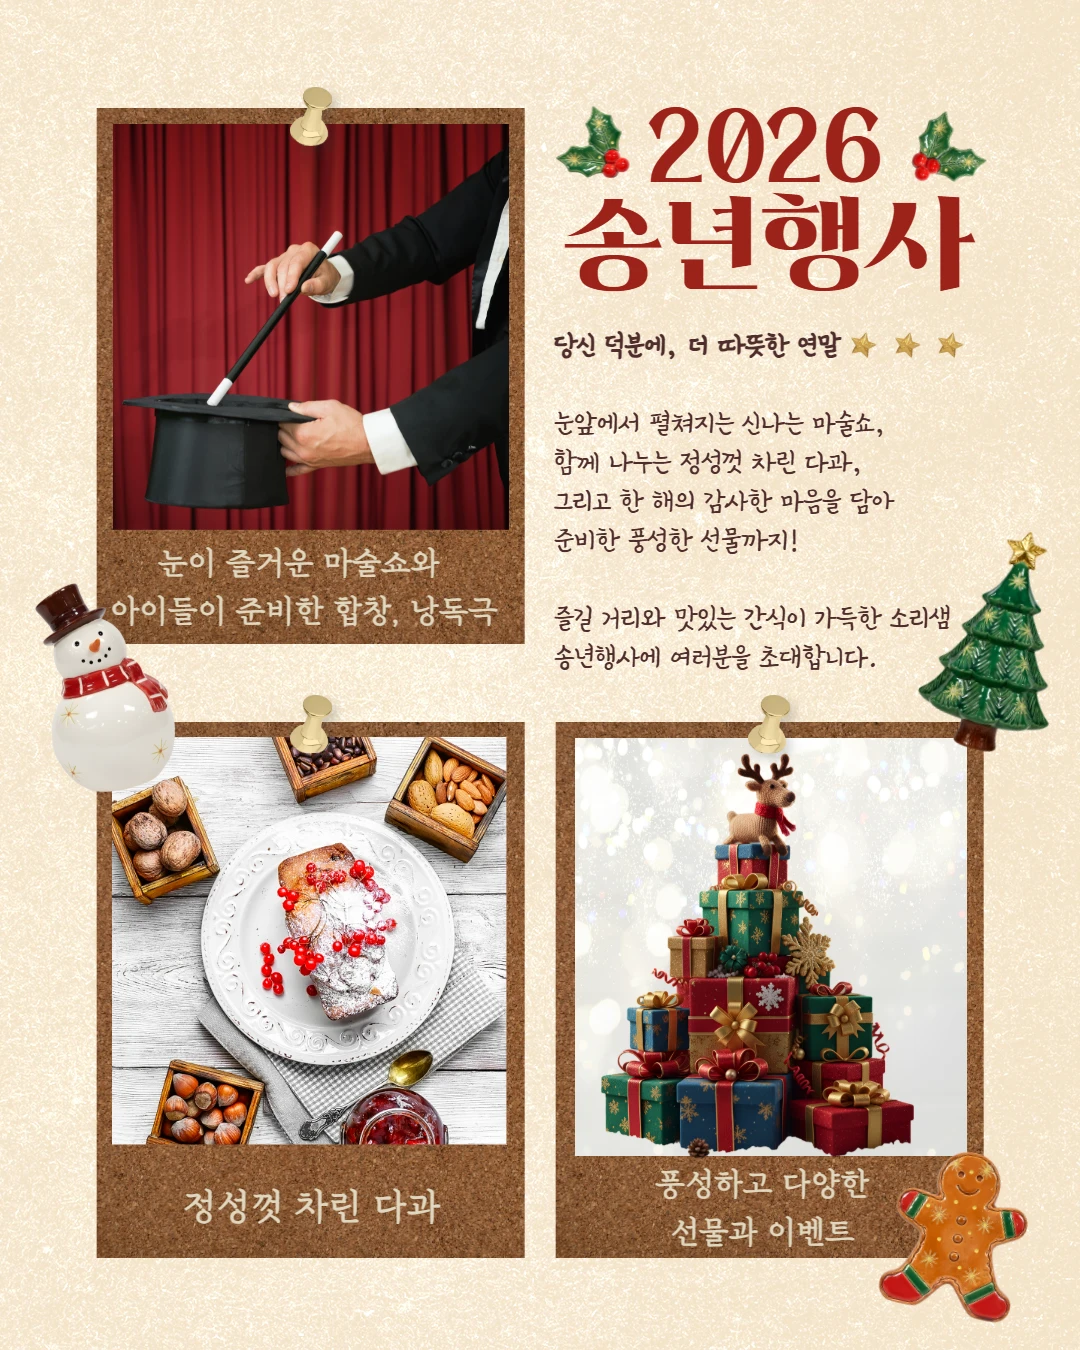 2026
송년행사
당신 덕분에, 더 따뜻한 연말
눈앞에서 펼쳐지는 신나는 마술쇼,
함께 나누는 정성껏 차린 다과,
그리고 한 해의 감사한 마음을 담아
준비한 풍성한 선물까지!
즐길 거리와 맛있는 간식이 가득한 소리샘
송년행사에 여러분을 초대합니다.
눈이 즐거운 마술쇼와
아이들이 준비한 합창, 낭독극
정성껏 차린 다과
풍성하고 다양한
선물과 이벤트